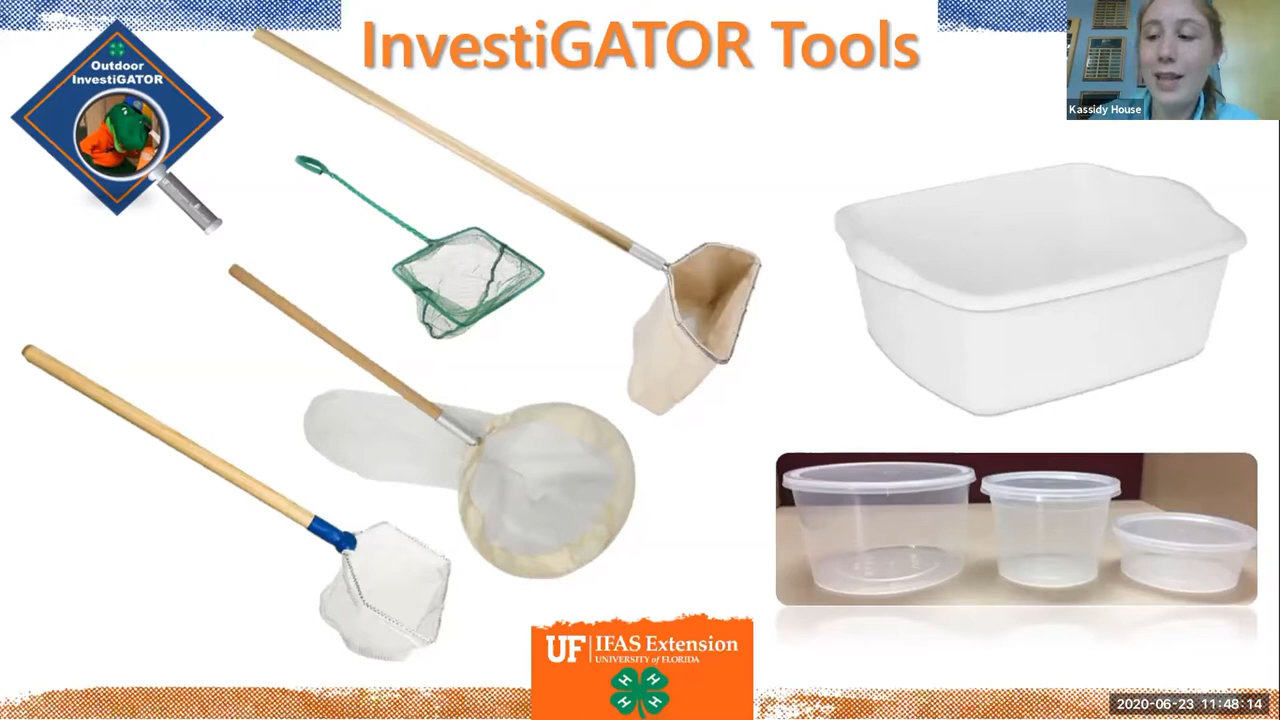 InvestiGATOR Tools
Outdoor
InvestiGATOR
Kassidy House
UF IFAS Extension
UNIVERSITY of FLORIDA
H H
H H
2020-06-23 11:48:14